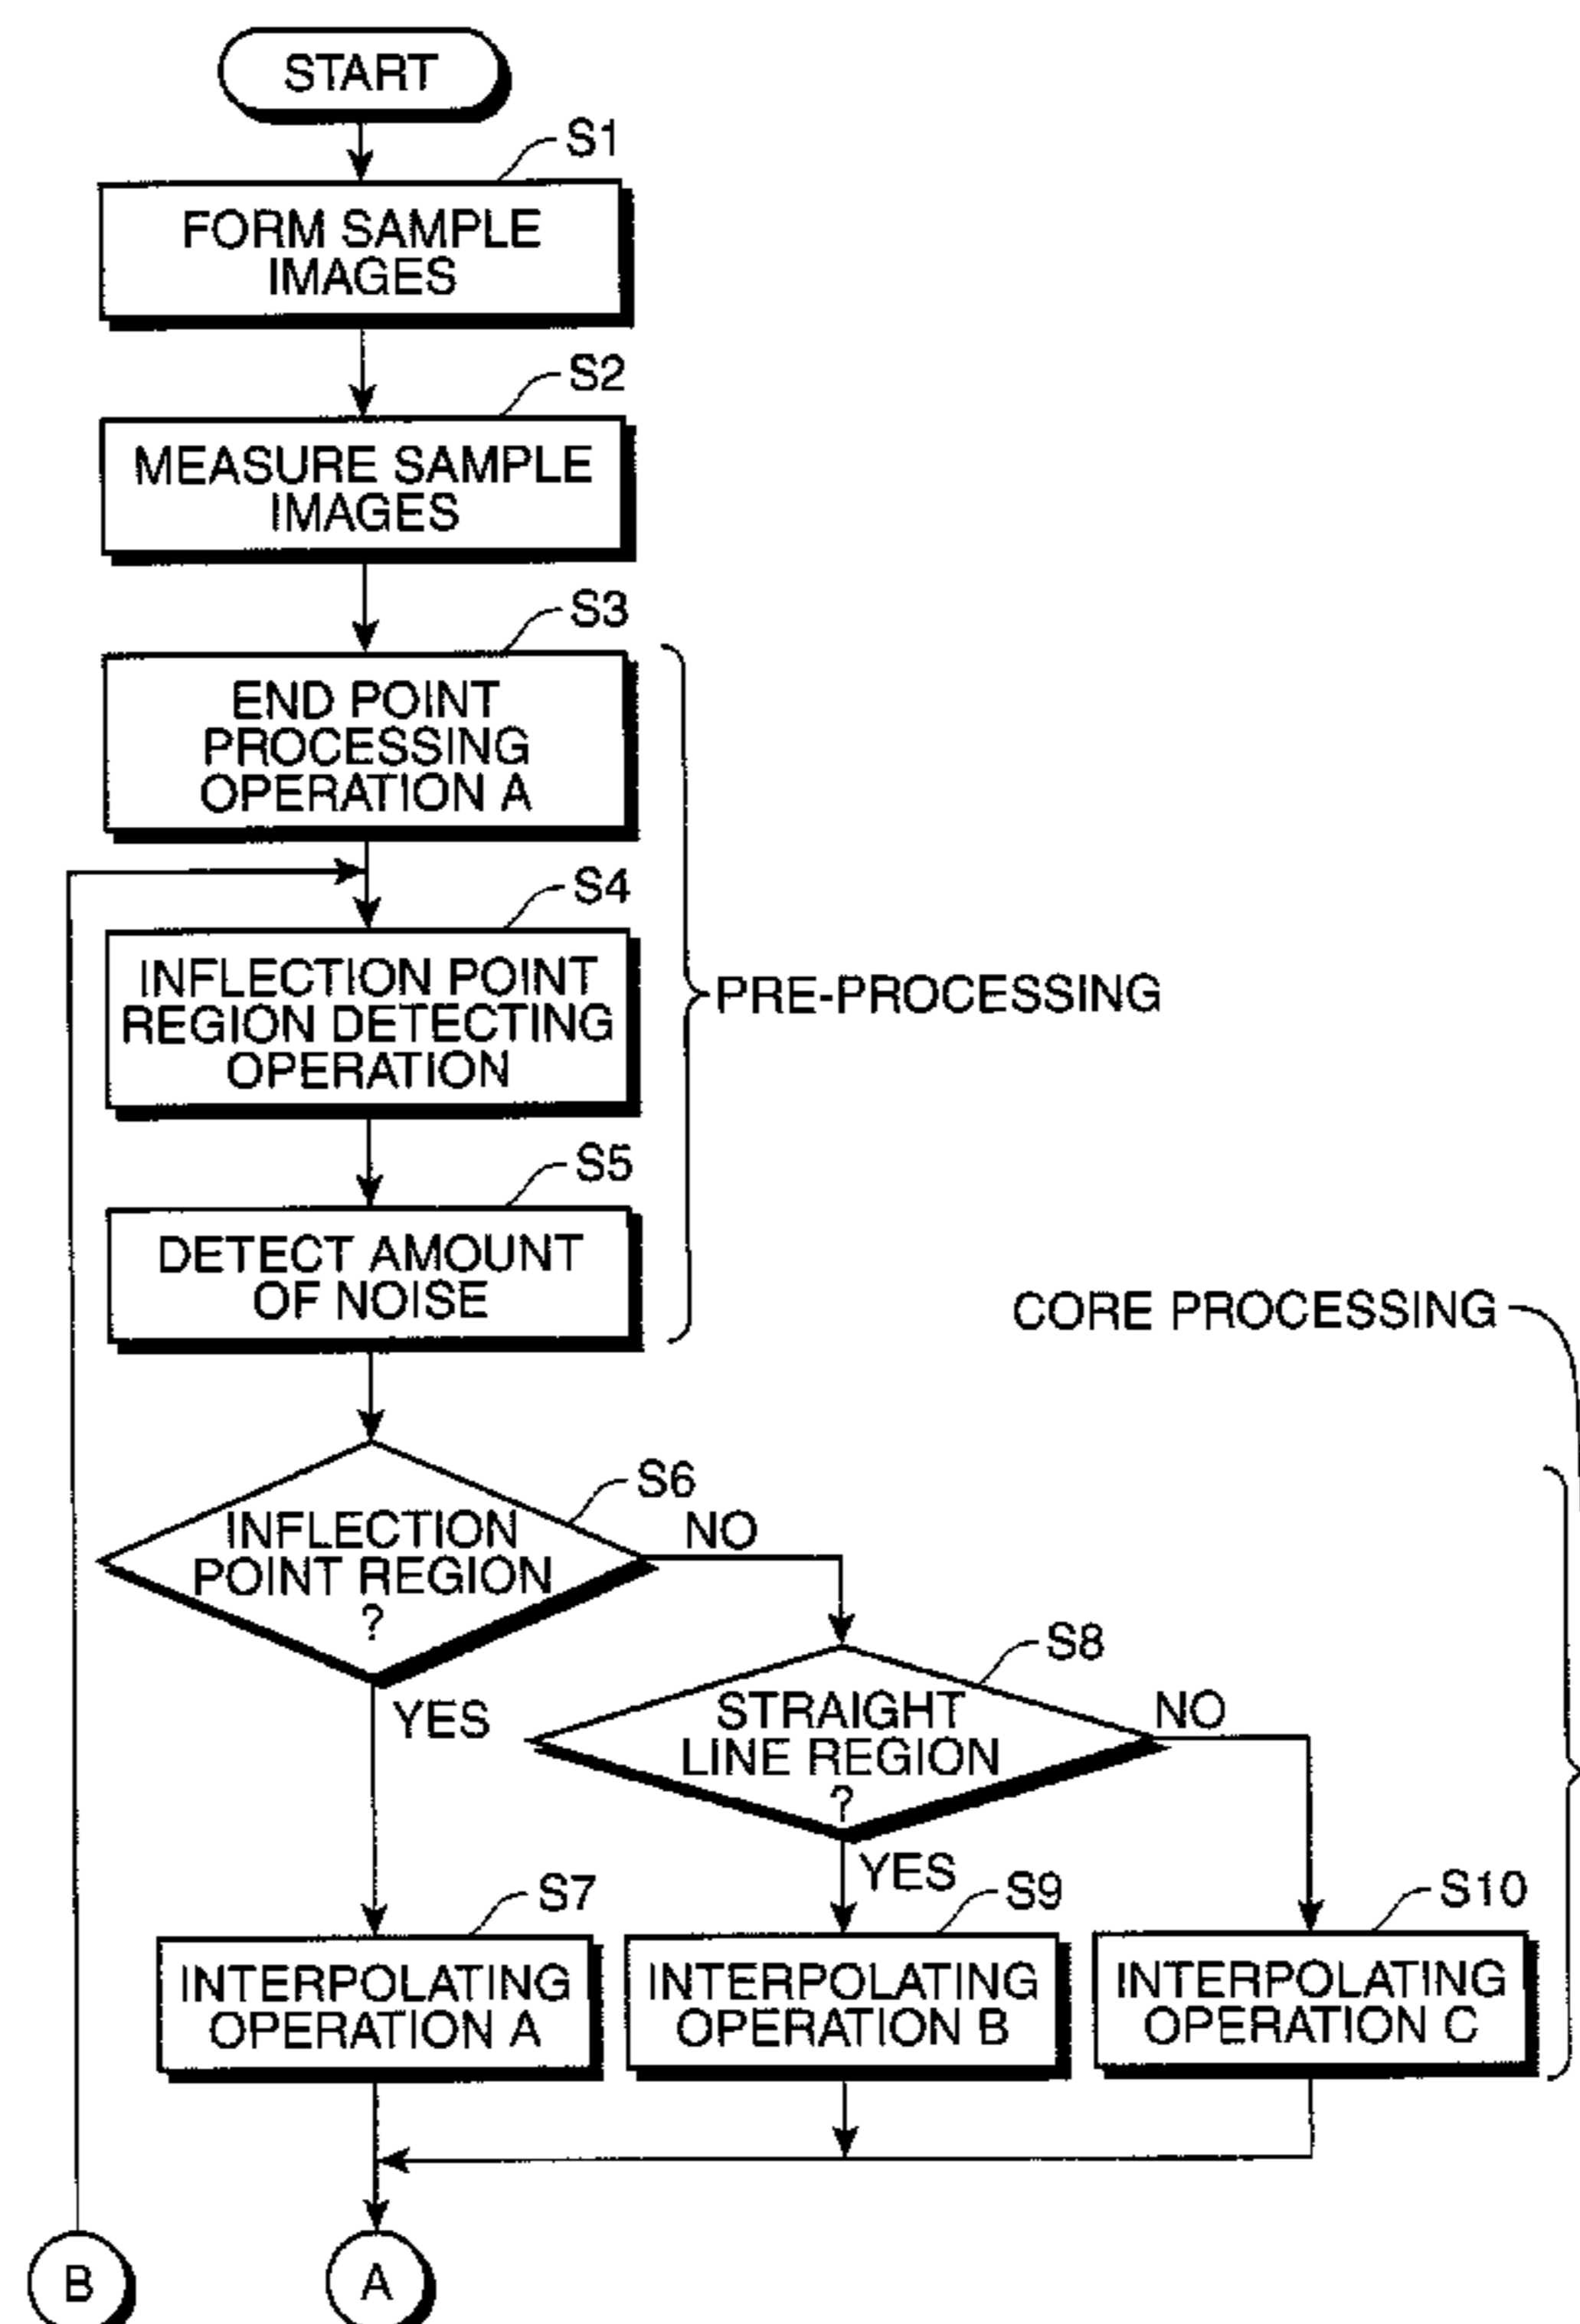 START
S1
FORM SAMPLE
IMAGES
S2
MEASURE SAMPLE
IMAGES
S3
END POINT
PROCESSING
OPERATION A
S4
INFLECTION POINT
REGION DETECTING
OPERATION
PRE-PROCESSING
S5
DETECT AMOUNT
OF NOISE
CORE PROCESSING
S6
INFLECTION
POINT REGION
?
NO
YES
S8
STRAIGHT
LINE REGION
?
NO
YES
S7
INTERPOLATING
OPERATION A
S9
INTERPOLATING
OPERATION B
S10
INTERPOLATING
OPERATION C
B
A